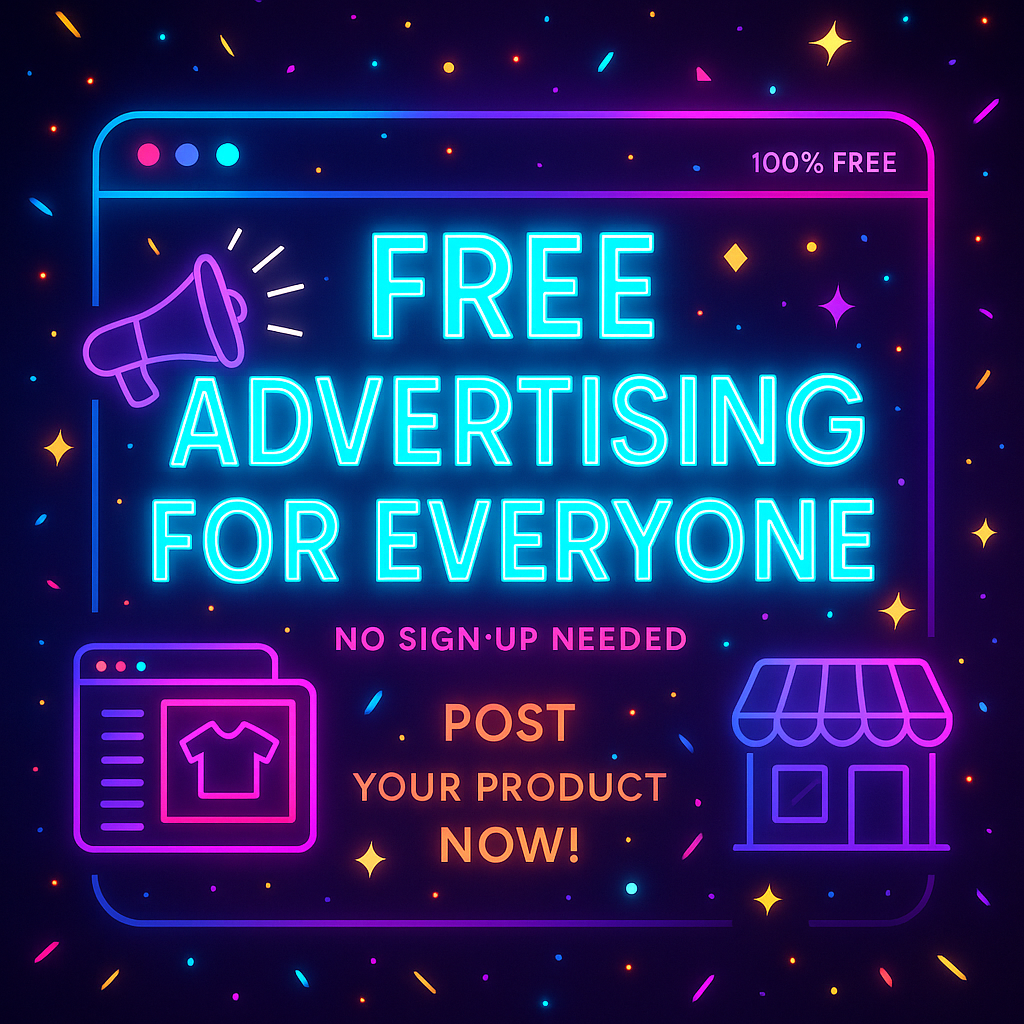 100% FREE
FREE
ADVERTISING
FOR EVERYONE
NO SIGN·UP NEEDED
POST
YOUR PRODUCT
NOW!